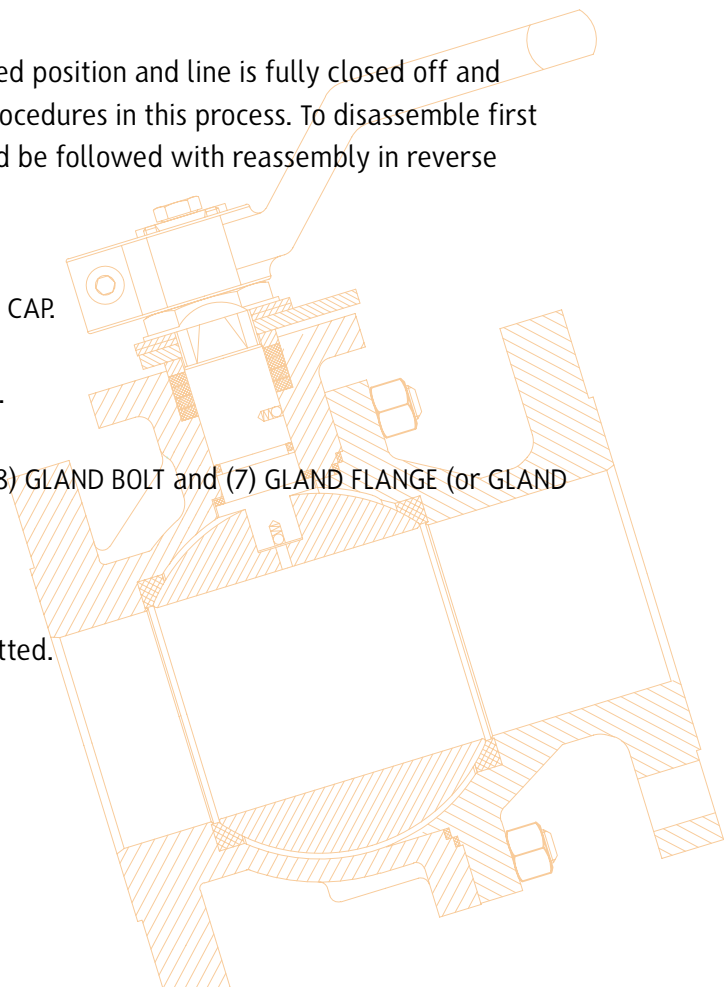 ed position and line is fully closed off and
ocedures in this process. To disassemble first
d be followed with reassembly in reverse
CAP.
.
8) GLAND BOLT and (7) GLAND FLANGE (or GLAND
tted.